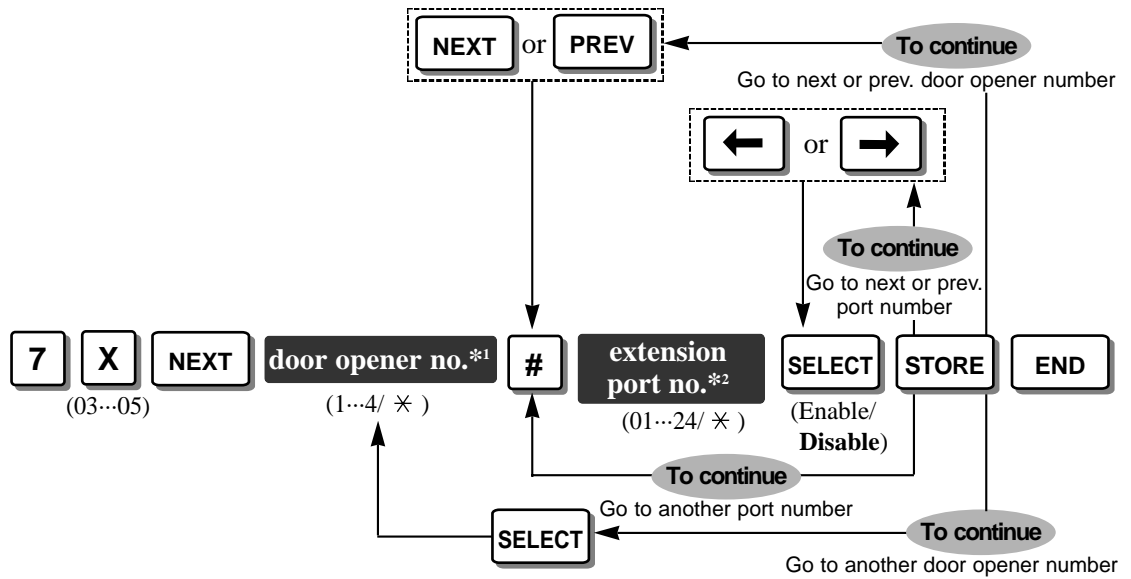 NEXT or PREV To continue
Go to next or prev. door opener number
← or →
To continue
Go to next or prev.
port number
7 X NEXT door opener no.*1 # extension
port no.*2 SELECT STORE END
(03···05) (1···4/ ✳ ) (01···24/ ✳ ) (Enable/
Disable)
To continue
Go to another port number
SELECT To continue
Go to another door opener number